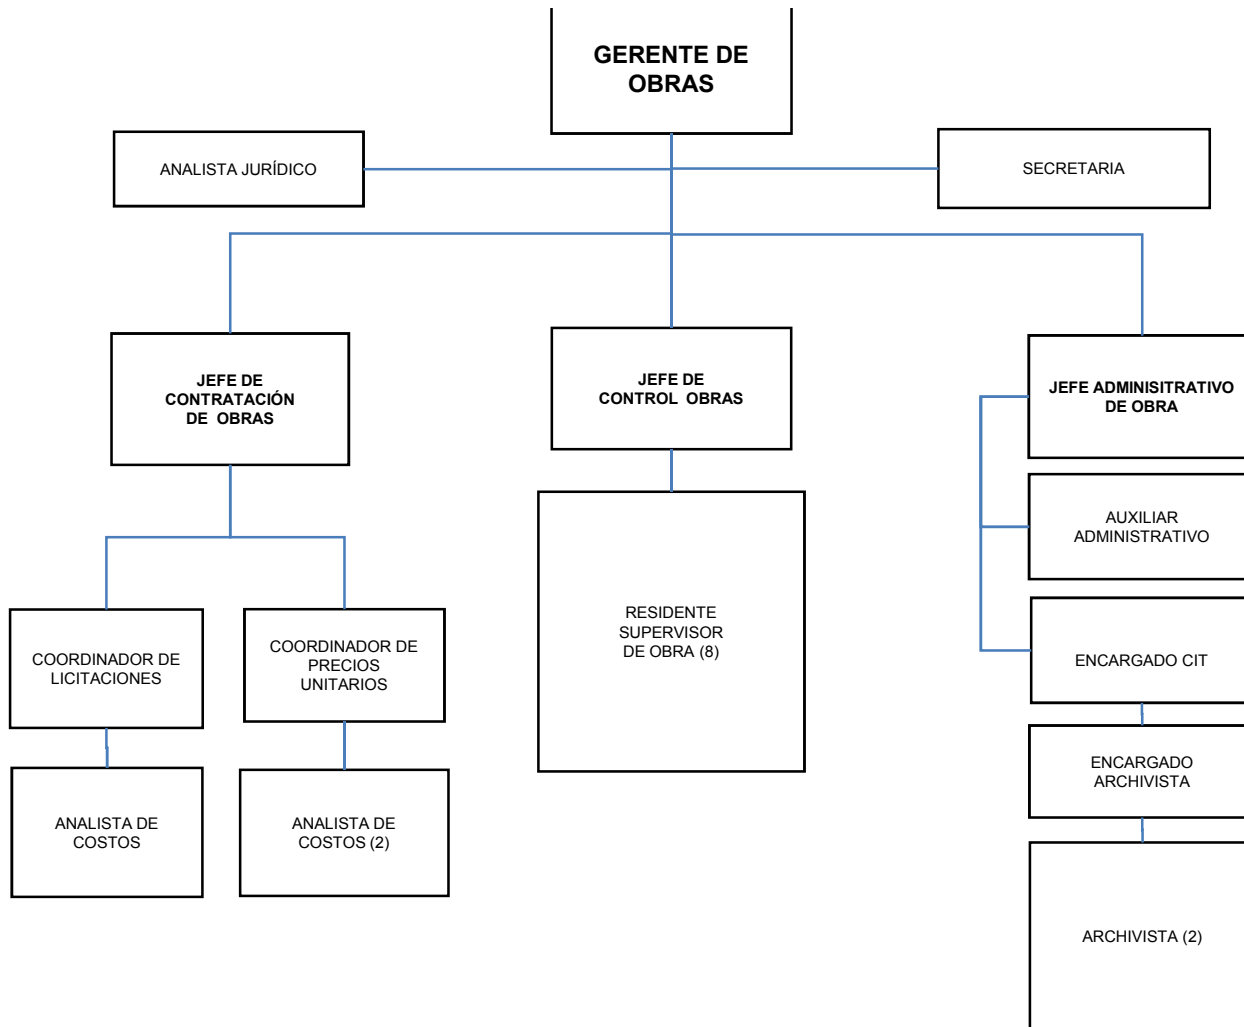 GERENTE DE
OBRAS
ANALISTA JURÍDICO
SECRETARIA
JEFE DE
CONTRATACIÓN
DE OBRAS
JEFE DE
CONTROL OBRAS
JEFE ADMINISITRATIVO
DE OBRA
AUXILIAR
ADMINISTRATIVO
COORDINADOR DE
LICITACIONES
COORDINADOR DE
PRECIOS
UNITARIOS
RESIDENTE
SUPERVISOR
DE OBRA (8)
ENCARGADO CIT
ENCARGADO
ARCHIVISTA
ANALISTA DE
COSTOS
ANALISTA DE
COSTOS (2)
ARCHIVISTA (2)